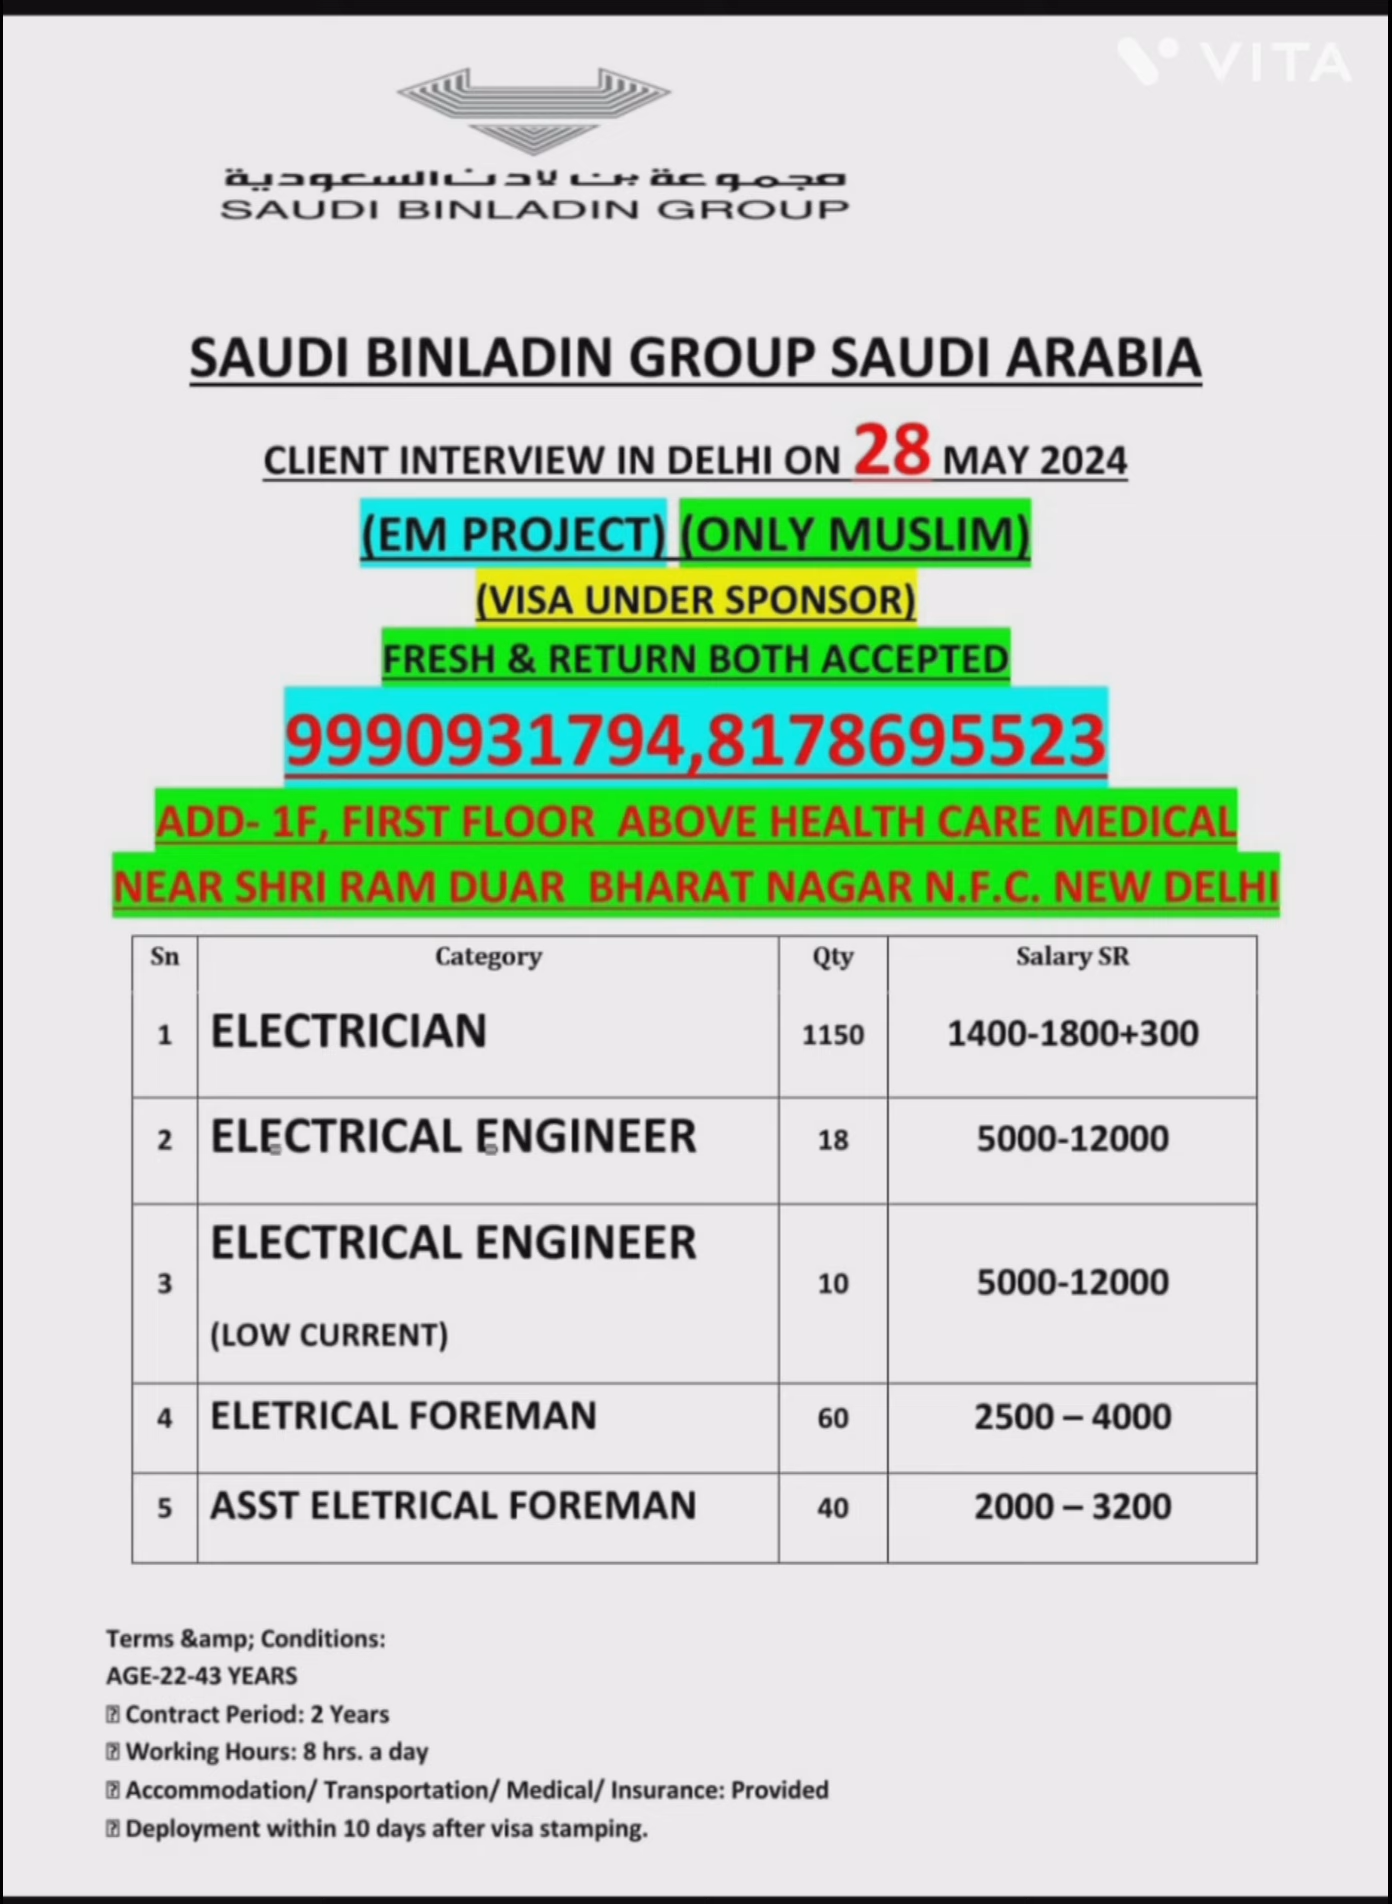 VITA
مجموعة بن لادن السعودية
SAUDI BINLADIN GROUP
SAUDI BINLADIN GROUP SAUDI ARABIA
CLIENT INTERVIEW IN DELHI ON 28 MAY 2024
(EM PROJECT) (ONLY MUSLIM)
(VISA UNDER SPONSOR)
FRESH & RETURN BOTH ACCEPTED
9990931794,8178695523
ADD- 1F, FIRST FLOOR ABOVE HEALTH CARE MEDICAL
NEAR SHRI RAM DUAR BHARAT NAGAR N.F.C. NEW DELHI
Sn Category Qty Salary SR
1 ELECTRICIAN 1150 1400-1800+300
2 ELECTRICAL ENGINEER 18 5000-12000
3 ELECTRICAL ENGINEER 10 5000-12000
(LOW CURRENT)
4 ELETRICAL FOREMAN 60 2500 – 4000
5 ASST ELETRICAL FOREMAN 40 2000 – 3200
Terms &amp; Conditions:
AGE-22-43 YEARS
Contract Period: 2 Years
Working Hours: 8 hrs. a day
Accommodation/ Transportation/ Medical/ Insurance: Provided
Deployment within 10 days after visa stamping.